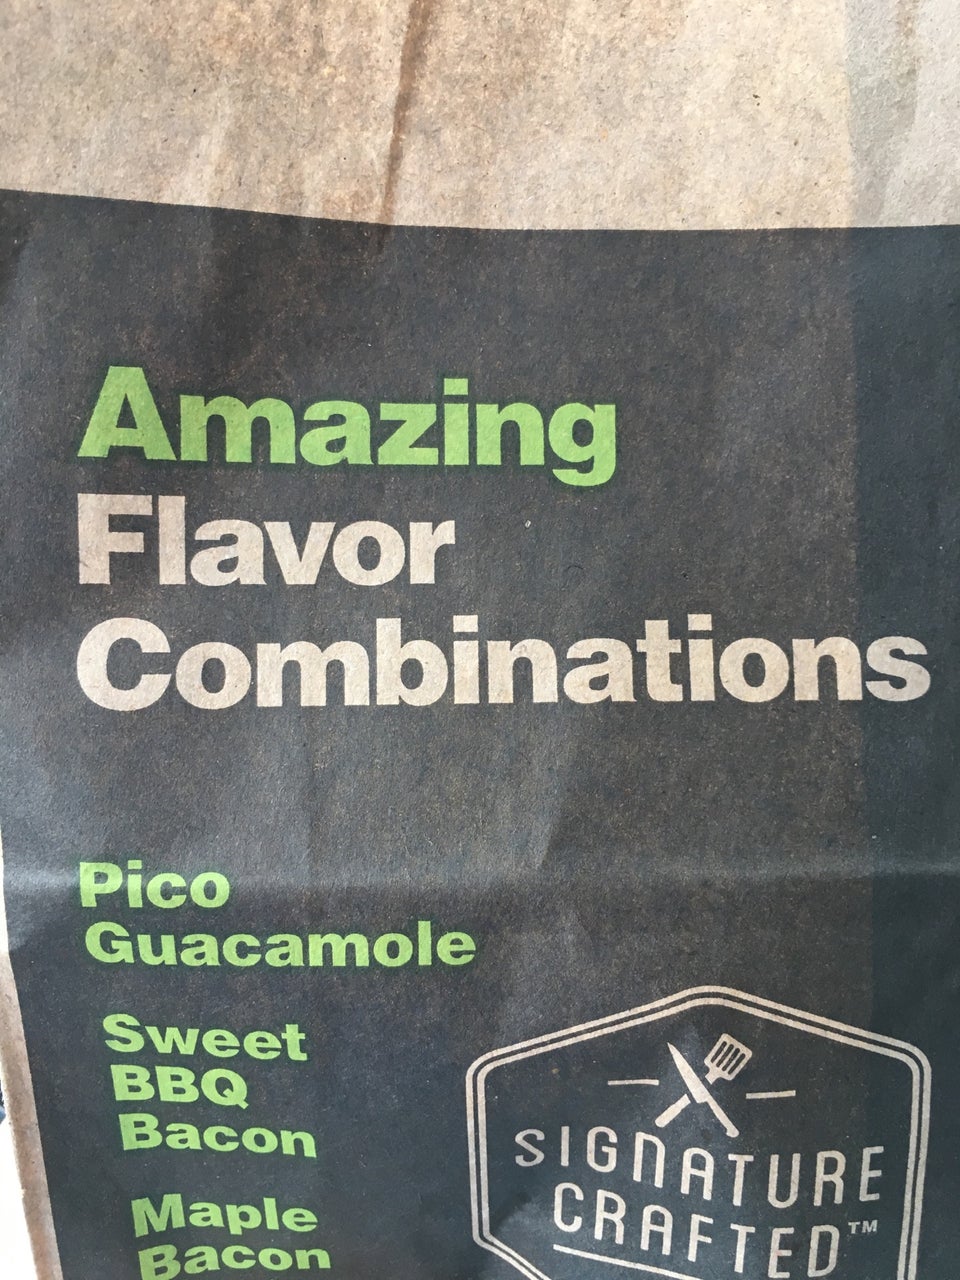 Amazing
Flavor
Combinations
Pico
Guacamole
Sweet
BBQ
Bacon
Maple
Bacon
SIGNATURE
CRAFTED™